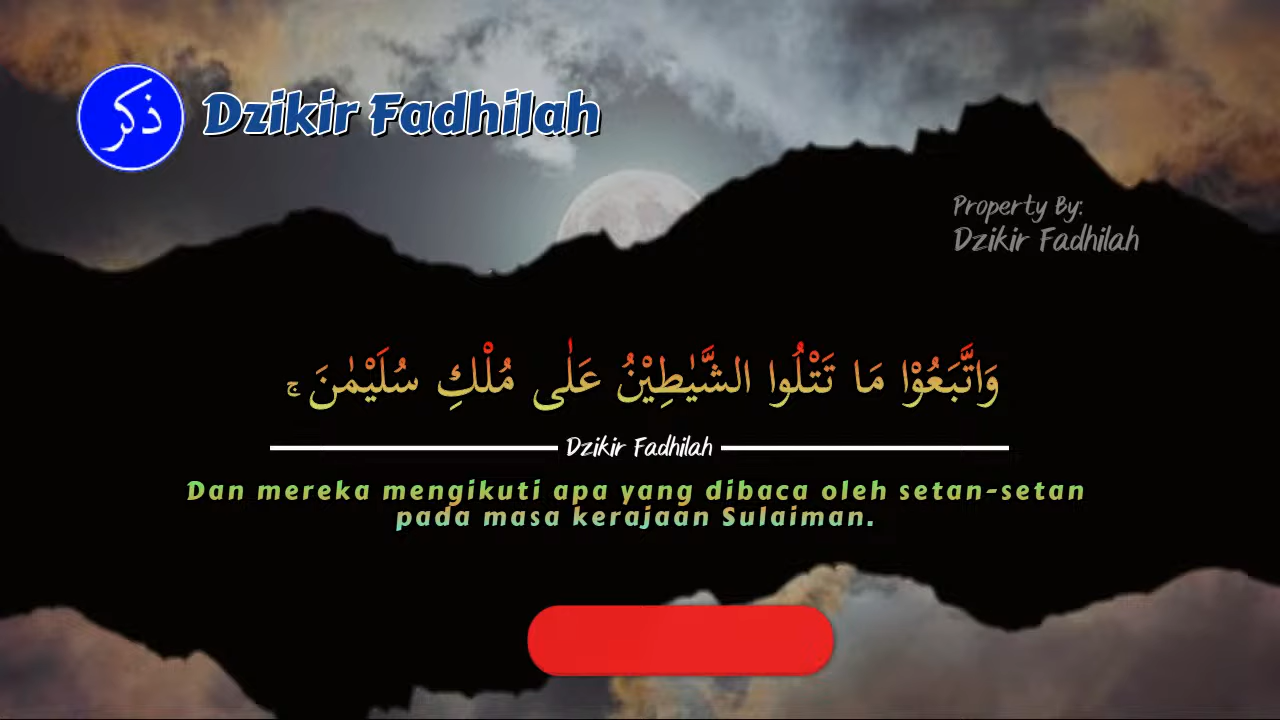 ذكر
Dzikir Fadhilah
Property By:
Dzikir Fadhilah
وَاتَّبَعُوْا مَا تَتْلُوا الشَّيٰطِيْنُ عَلٰى مُلْكِ سُلَيْمٰنَ ۚ
Dzikir Fadhilah
Dan mereka mengikuti apa yang dibaca oleh setan-setan
pada masa kerajaan Sulaiman.